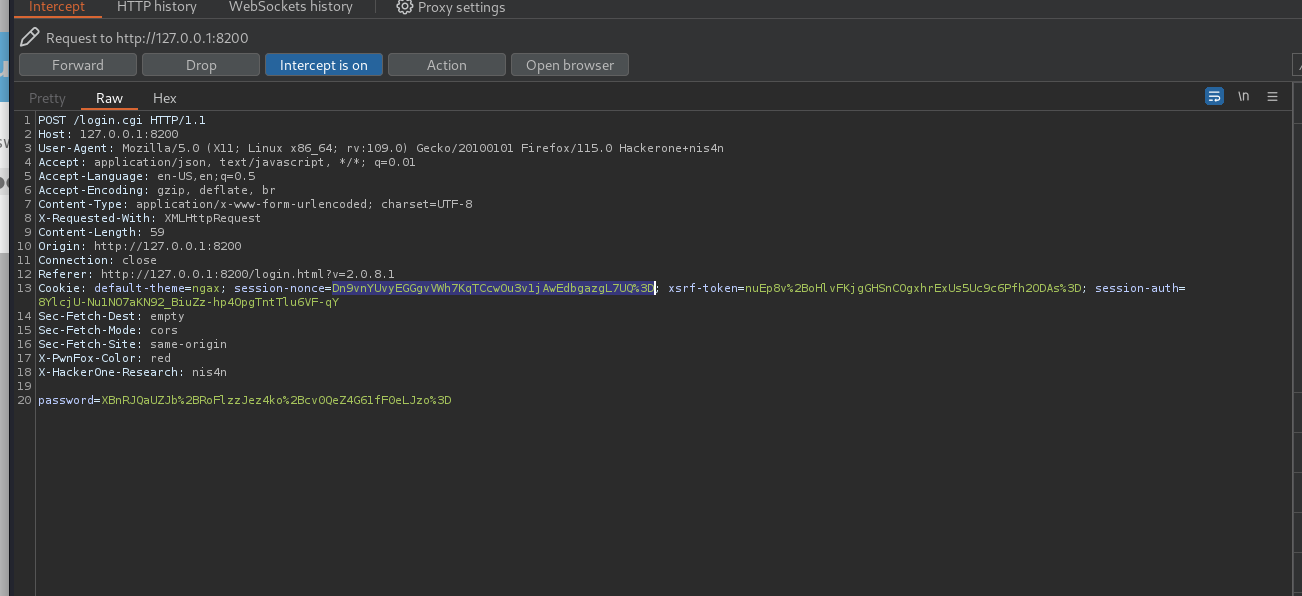 Intercept HTTP history WebSockets history Proxy settings
Request to http://127.0.0.1:8200
Forward Drop Intercept is on Action Open browser
Pretty Raw Hex \n
1 POST /login.cgi HTTP/1.1
2 Host: 127.0.0.1:8200
3 User-Agent: Mozilla/5.0 (X11; Linux x86_64; rv:109.0) Gecko/20100101 Firefox/115.0 Hackerone+nis4n
4 Accept: application/json, text/javascript, */*; q=0.01
5 Accept-Language: en-US,en;q=0.5
6 Accept-Encoding: gzip, deflate, br
7 Content-Type: application/x-www-form-urlencoded; charset=UTF-8
8 X-Requested-With: XMLHttpRequest
9 Content-Length: 59
10 Origin: http://127.0.0.1:8200
11 Connection: close
12 Referer: http://127.0.0.1:8200/login.html?v=2.0.8.1
13 Cookie: default-theme=ngax; session-nonce=Dn9vnYUvyEGGgvVWh7KqTCcwOu3v1jAwEdbgazgL7UQ%3D; xsrf-token=nuEp8v%2BoHlvFKjgGHSnCOgxhrExUs5Uc9c6Pfh2ODAs%3D; session-auth=
8YlcjU-Nu1NO7aKN92_BiuZz-hp4OpgTntTlu6VF-qY
14 Sec-Fetch-Dest: empty
15 Sec-Fetch-Mode: cors
16 Sec-Fetch-Site: same-origin
17 X-PwnFox-Color: red
18 X-HackerOne-Research: nis4n
19
20 password=XBnRJQaUZJb%2BRoFlzzJez4ko%2Bcv0QeZ4G61fF0eLJzo%3D